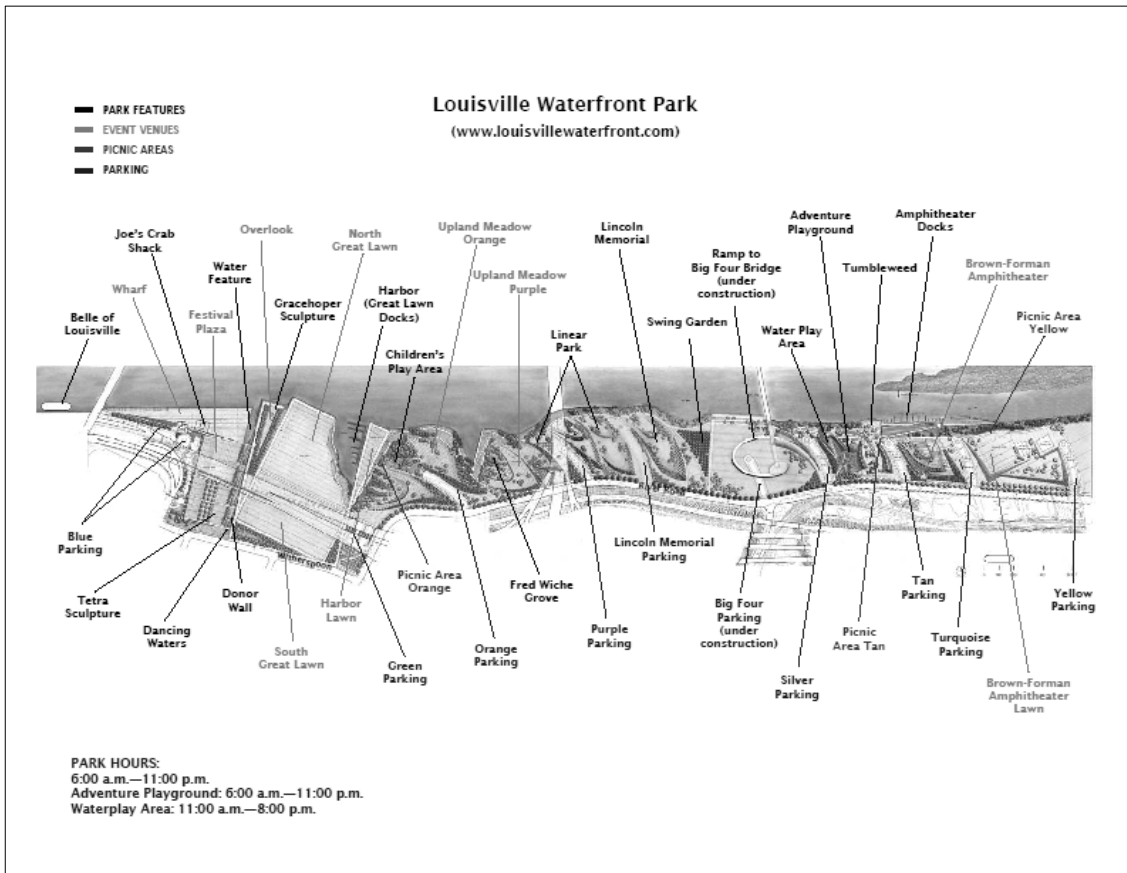 Louisville Waterfront Park
(www.louisvillewaterfront.com)
PARK FEATURES
EVENT VENUES
PICNIC AREAS
PARKING
Joe's Crab
Shack
Overlook
North
Great Lawn
Upland Meadow
Orange
Lincoln
Memorial
Adventure
Playground
Amphitheater
Docks
Wharf
Water
Feature
Gracehoper
Sculpture
Harbor
(Great Lawn
Docks)
Upland Meadow
Purple
Ramp to
Big Four Bridge
(under
construction)
Tumbleweed
Brown-Forman
Amphitheater
Belle of
Louisville
Festival
Plaza
Children's
Play Area
Linear
Park
Swing Garden
Water Play
Area
Picnic Area
Yellow
Witherspoon
Blue
Parking
Tetra
Sculpture
Dancing
Waters
Donor
Wall
South
Great Lawn
Harbor
Lawn
Green
Parking
Picnic Area
Orange
Orange
Parking
Fred Wiche
Grove
Purple
Parking
Lincoln Memorial
Parking
Big Four
Parking
(under
construction)
Silver
Parking
Picnic
Area Tan
Tan
Parking
Turquoise
Parking
Brown-Forman
Amphitheater
Lawn
Yellow
Parking
PARK HOURS:
6:00 a.m.—11:00 p.m.
Adventure Playground: 6:00 a.m.—11:00 p.m.
Waterplay Area: 11:00 a.m.—8:00 p.m.